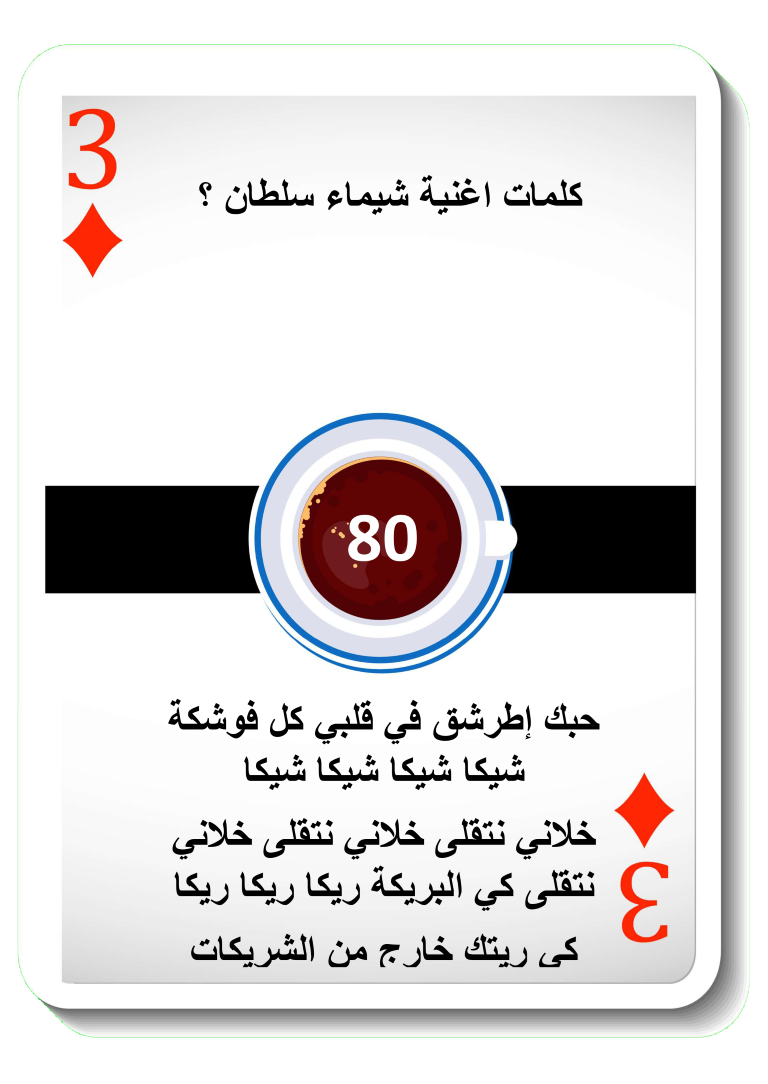 3
كلمات اغنية شيماء سلطان ؟
80
حبك إطرشق في قلبي كل فوشكة
شيكا شيكا شيكا شيكا
خلاني نتقلى خلاني نتقلى خلاني
نتقلى كي البريكة ريكا ريكا ريكا
كي ريتك خارج من الشريكات
3